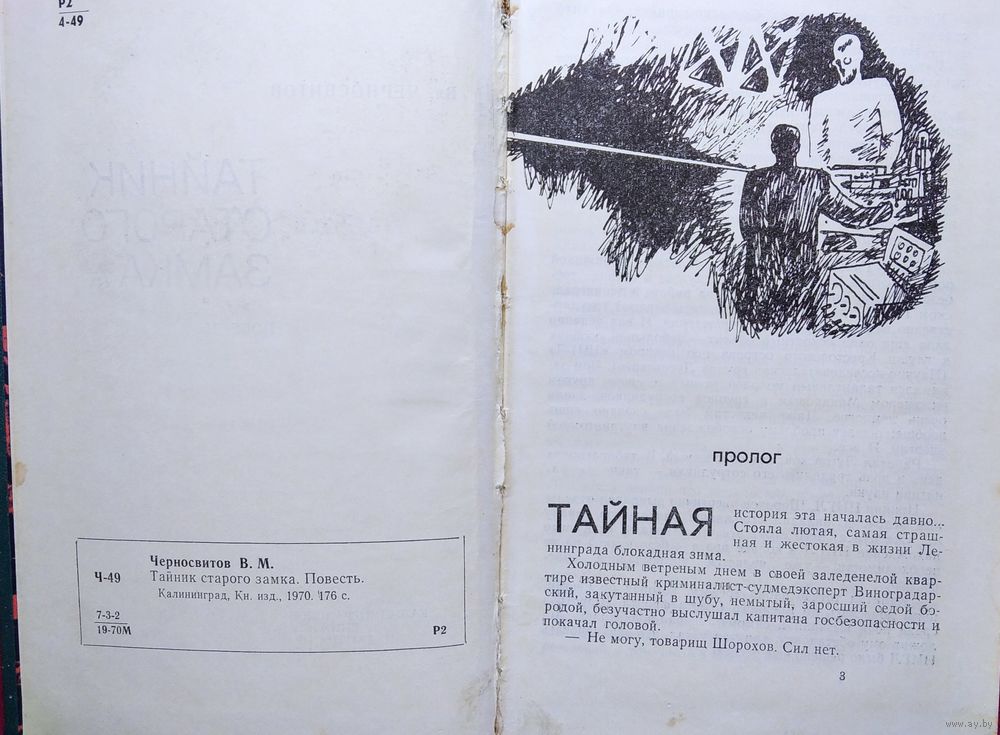 Р2
4-49
Черносвитов В. М.
Ч-49 Тайник старого замка. Повесть.
Калининград, Кн. изд., 1970. 176 с.
7-3-2
19-70М Р2
пролог
ТАЙНАЯ история эта началась давно...
Стояла лютая, самая страш-
ная и жестокая в жизни Ле-
нинграда блокадная зима.
Холодным ветреным днем в своей заледенелой квар-
тире известный криминалист-судмедэксперт Виноградар-
ский, закутанный в шубу, немытый, заросший седой бо-
родой, безучастно выслушал капитана госбезопасности и
покачал головой.
— Не могу, товарищ Шорохов. Сил нет.
3
www.ay.by